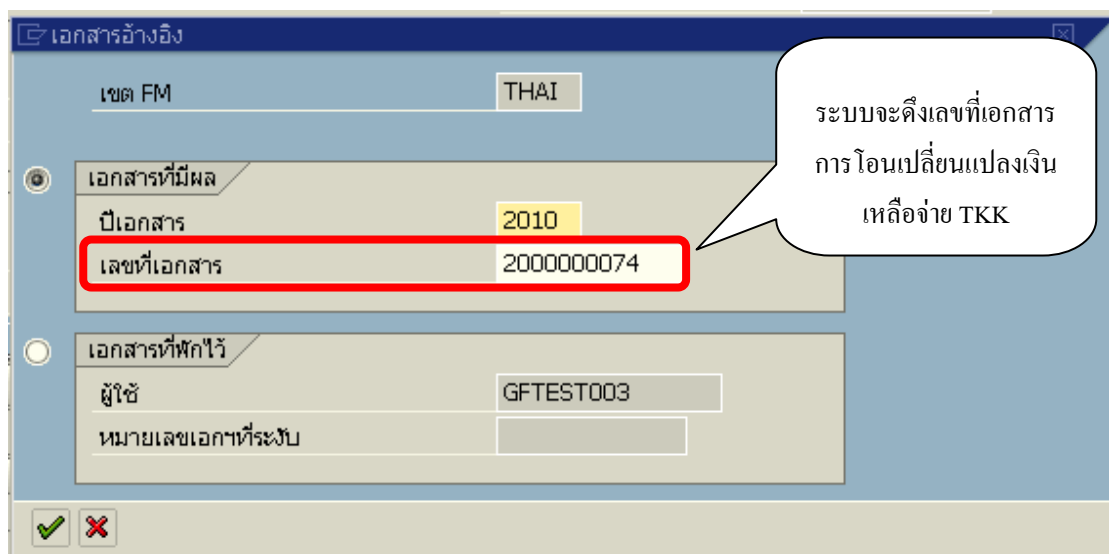 เอกสารอ้างอิง
เขต FM THAI
ระบบจะดึงเลขที่เอกสาร
การโอนเปลี่ยนแปลงเงิน
เหลือจ่าย TKK
เอกสารที่มีผล
ปีเอกสาร 2010
เลขที่เอกสาร 2000000074
เอกสารที่พักไว้
ผู้ใช้ GFTEST003
หมายเลขเอกฯที่ระงับ